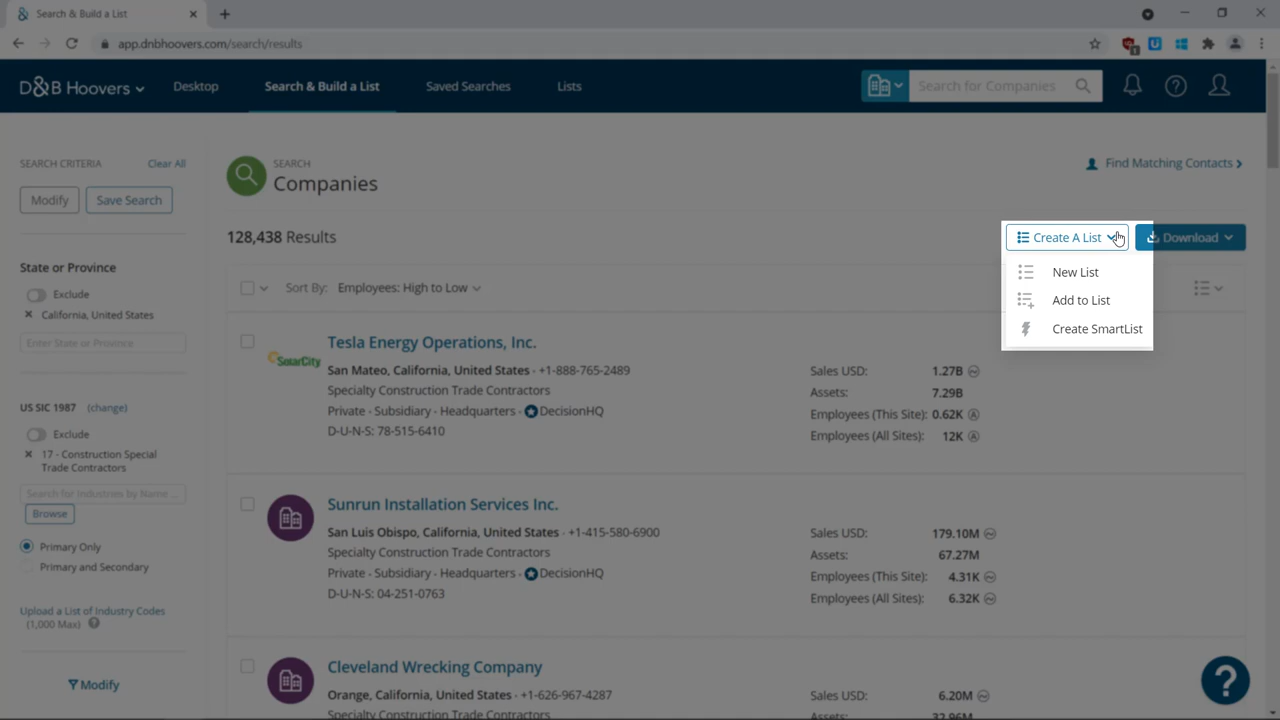 Search & Build a List
app.dnbhoovers.com/search/results
D&B Hoovers
Desktop
Search & Build a List
Saved Searches
Lists
Search for Companies
SEARCH CRITERIA
Clear All
Modify
Save Search
State or Province
Exclude
California, United States
Enter State or Province
US SIC 1987 (change)
Exclude
17 - Construction Special
Trade Contractors
Search for Industries by Name ...
Browse
Primary Only
Primary and Secondary
Upload a List of Industry Codes
(1,000 Max)
Modify
SEARCH
Companies
Find Matching Contacts
128,438 Results
Create A List
Download
New List
Add to List
Create SmartList
Sort By: Employees: High to Low
SolarCity
Tesla Energy Operations, Inc.
San Mateo, California, United States · +1-888-765-2489
Specialty Construction Trade Contractors
Private - Subsidiary - Headquarters - DecisionHQ
D-U-N-S: 78-515-6410
Sales USD: 1.27B
Assets: 7.29B
Employees (This Site): 0.62K
Employees (All Sites): 12K
Sunrun Installation Services Inc.
San Luis Obispo, California, United States · +1-415-580-6900
Specialty Construction Trade Contractors
Private - Subsidiary - Headquarters - DecisionHQ
D-U-N-S: 04-251-0763
Sales USD: 179.10M
Assets: 67.27M
Employees (This Site): 4.31K
Employees (All Sites): 6.32K
Cleveland Wrecking Company
Orange, California, United States · +1-626-967-4287
Specialty Construction Trade Contractors
Sales USD: 6.20M
Assets: 32.96M